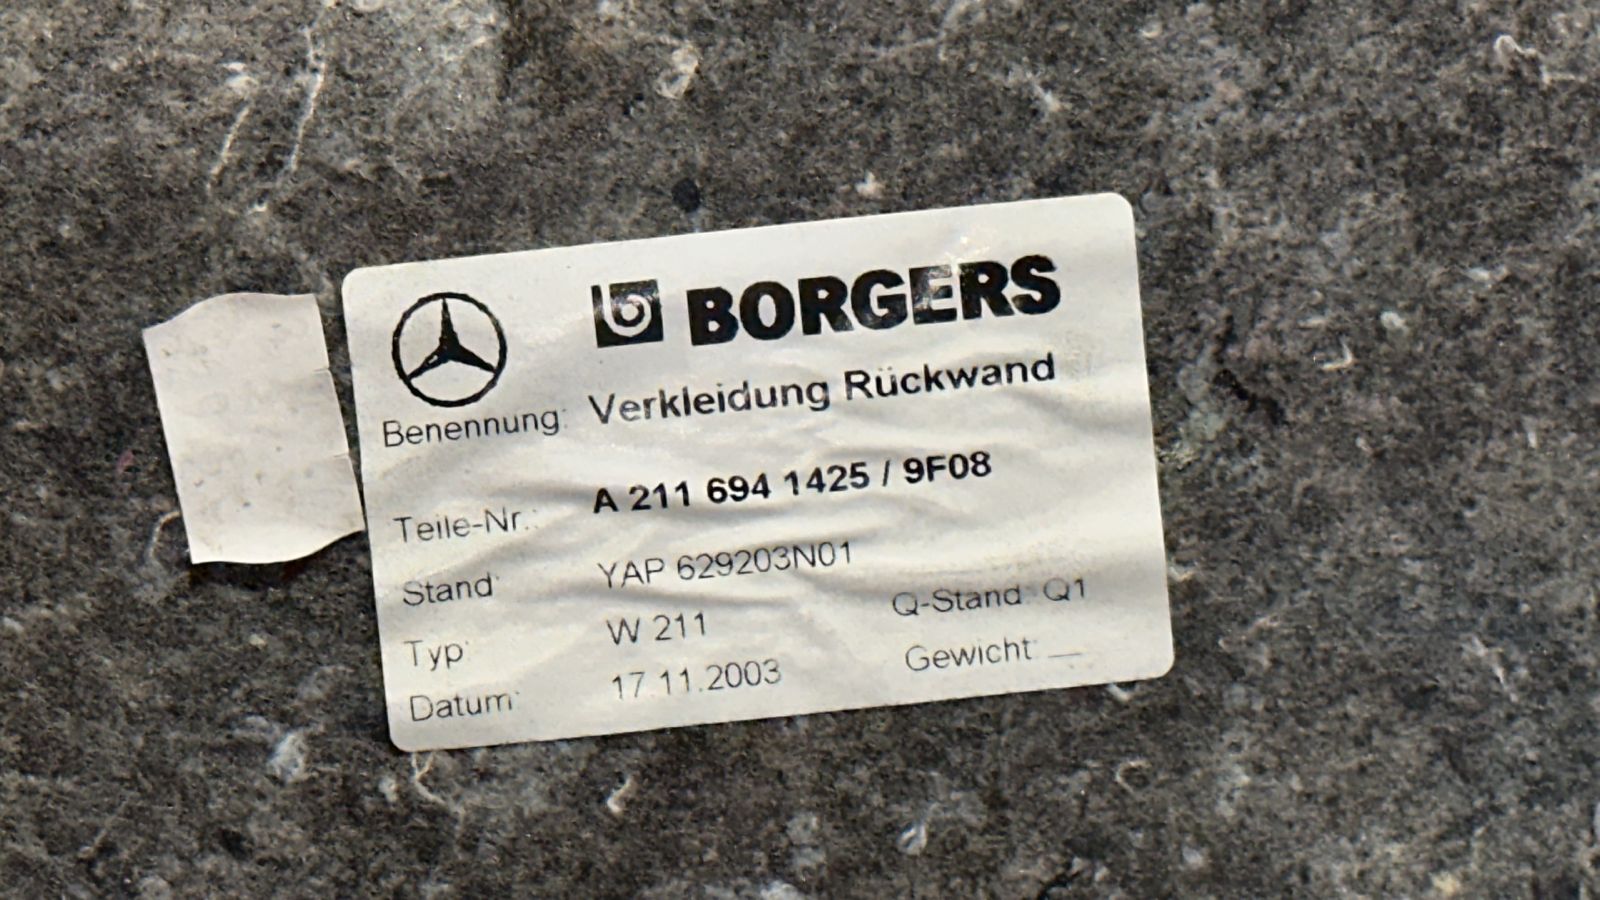 BORGERS
Benennung: Verkleidung Rückwand
Teile-Nr.: A 211 694 1425 / 9F08
Stand: YAP 629203N01
Typ: W 211 Q-Stand: Q1
Datum: 17.11.2003 Gewicht: __